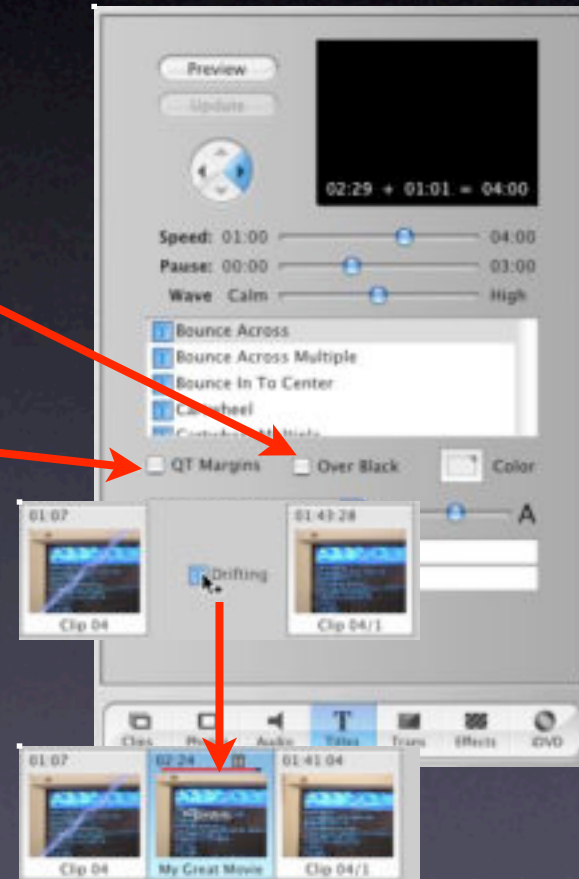 Preview
Update
02:29 + 01:01 = 04:00
Speed: 01:00 04:00
Pause: 00:00 03:00
Wave Calm High
Bounce Across
Bounce Across Multiple
Bounce In To Center
Cartwheel
Cartwheel Multiple
QT Margins Over Black Color
A
01:07 01:43:28
Drifting
Clip 04 Clip 04/1
Clips Audio Titles Trans Effects iDVD
01:07 02:24 01:41:04
Clip 04 My Great Movie Clip 04/1